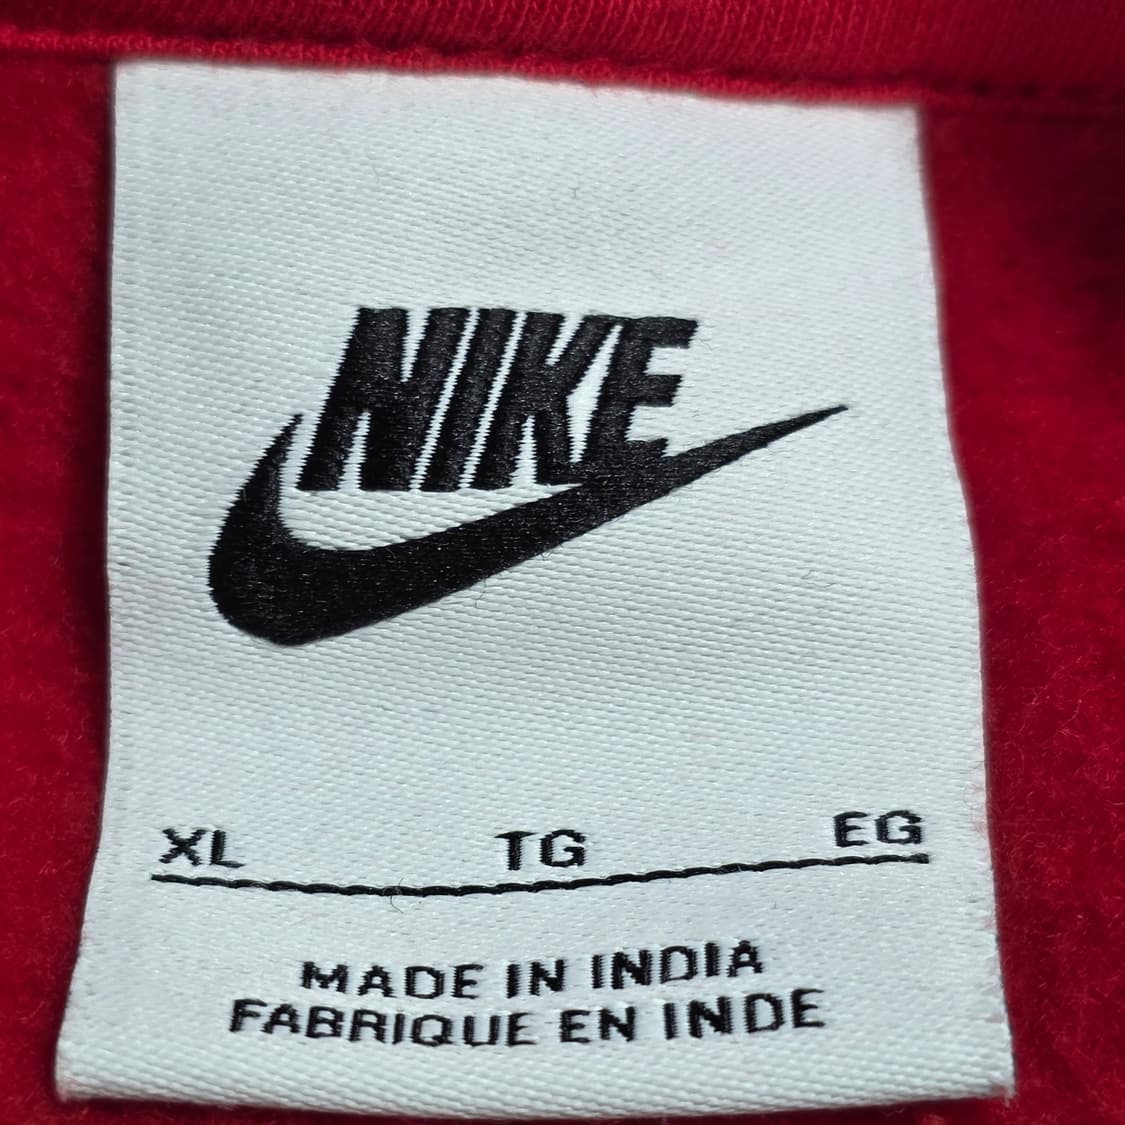 NIKE
XL TG EG
MADE IN INDIA
FABRIQUE EN INDE